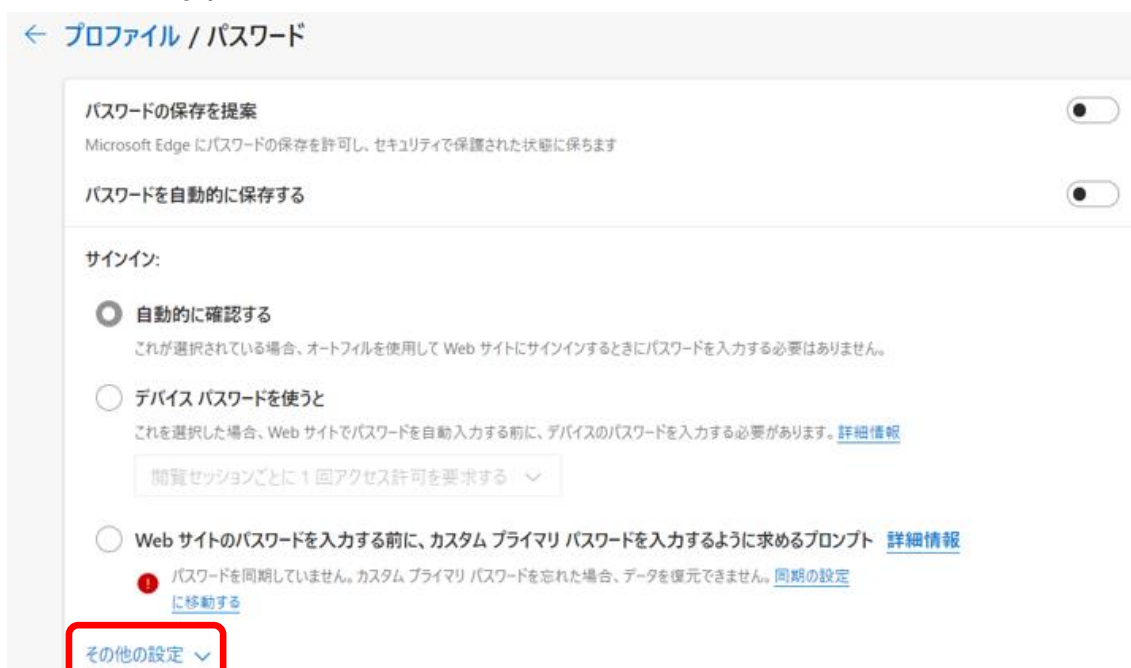 プロファイル / パスワード
パスワードの保存を提案
Microsoft Edge にパスワードの保存を許可し、セキュリティで保護された状態に保ちます
パスワードを自動的に保存する
サインイン:
自動的に確認する
これが選択されている場合、オートフィルを使用して Web サイトにサインインするときにパスワードを入力する必要はありません。
デバイス パスワードを使うと
これを選択した場合、Web サイトでパスワードを自動入力する前に、デバイスのパスワードを入力する必要があります。詳細情報
閲覧セッションごとに 1 回アクセス許可を要求する
Web サイトのパスワードを入力する前に、カスタム プライマリ パスワードを入力するように求めるプロンプト 詳細情報
パスワードを同期していません。カスタム プライマリ パスワードを忘れた場合、データを復元できません。同期の設定
に移動する
その他の設定